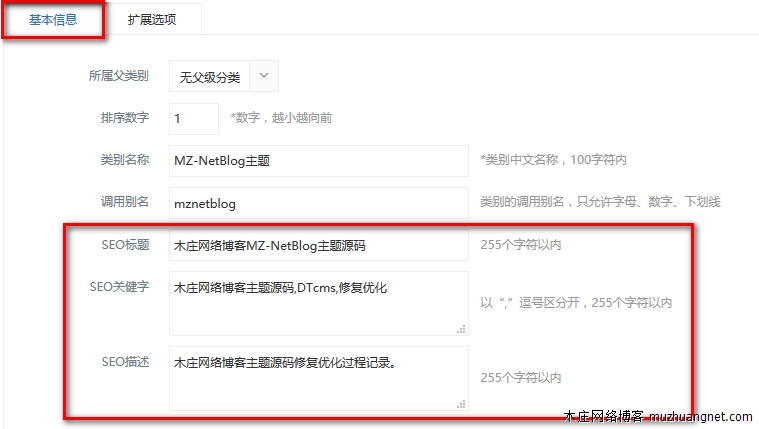 基本信息 扩展选项
所属父类别 无父级分类
排序数字 1 *数字，越小越向前
类别名称 MZ-NetBlog主题 *类别中文名称，100字符内
调用别名 mznetblog 类别的调用别名，只允许字母、数字、下划线
SEO标题 木庄网络博客MZ-NetBlog主题源码 255个字符以内
SEO关健字 木庄网络博客主题源码,DTcms,修复优化 以“,”逗号区分开，255个字符以内
SEO描述 木庄网络博客主题源码修复优化过程记录。 255个字符以内
木庄网络博客 muzhuangnet.com